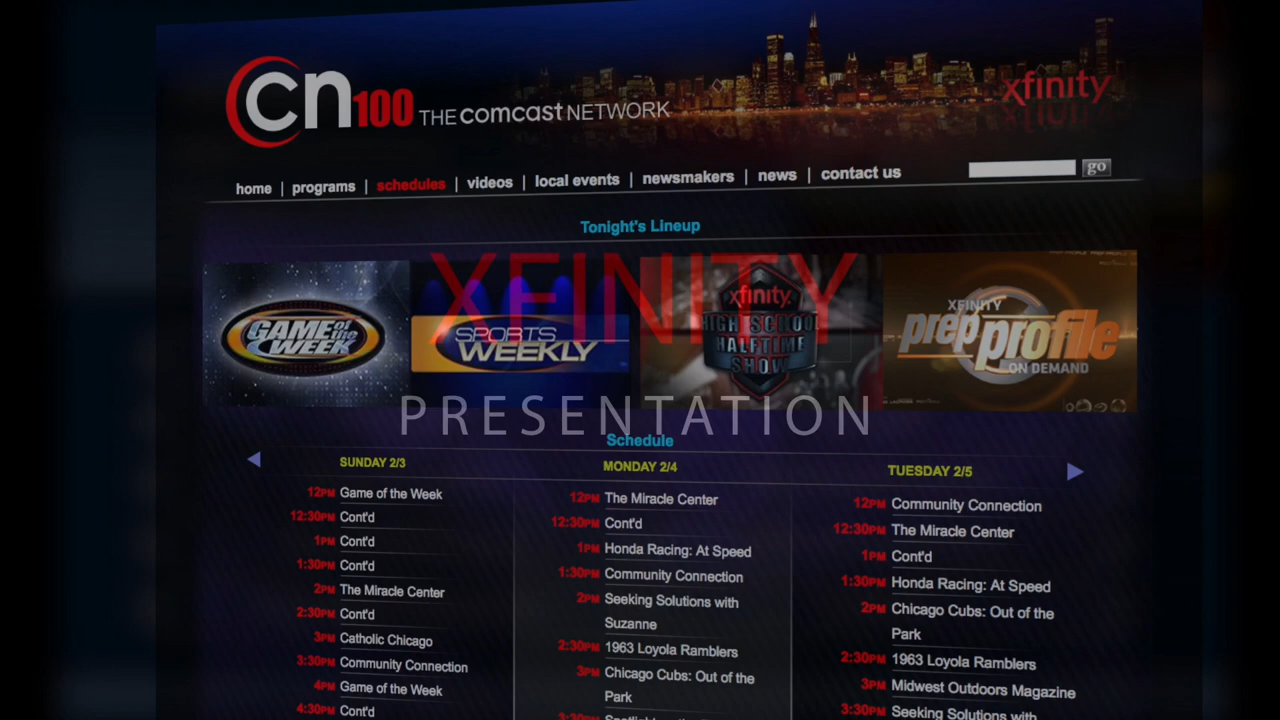 cn100 THE comcast NETWORK
xfinity
home | programs | schedules | videos | local events | newsmakers | news | contact us
go
Tonight's Lineup
XFINITY
GAME of the WEEK
SPORTS WEEKLY
xfinity
HIGH SCHOOL
HALFTIME
SHOW
XFINITY
prep profile
ON DEMAND
PRESENTATION
Schedule
SUNDAY 2/3
12PM Game of the Week
12:30PM Cont'd
1PM Cont'd
1:30PM Cont'd
2PM The Miracle Center
2:30PM Cont'd
3PM Catholic Chicago
3:30PM Community Connection
4PM Game of the Week
4:30PM Cont'd
MONDAY 2/4
12PM The Miracle Center
12:30PM Cont'd
1PM Honda Racing: At Speed
1:30PM Community Connection
2PM Seeking Solutions with
Suzanne
2:30PM 1963 Loyola Ramblers
3PM Chicago Cubs: Out of the
Park
TUESDAY 2/5
12PM Community Connection
12:30PM The Miracle Center
1PM Cont'd
1:30PM Honda Racing: At Speed
2PM Chicago Cubs: Out of the
Park
2:30PM 1963 Loyola Ramblers
3PM Midwest Outdoors Magazine
3:30PM Seeking Solutions with